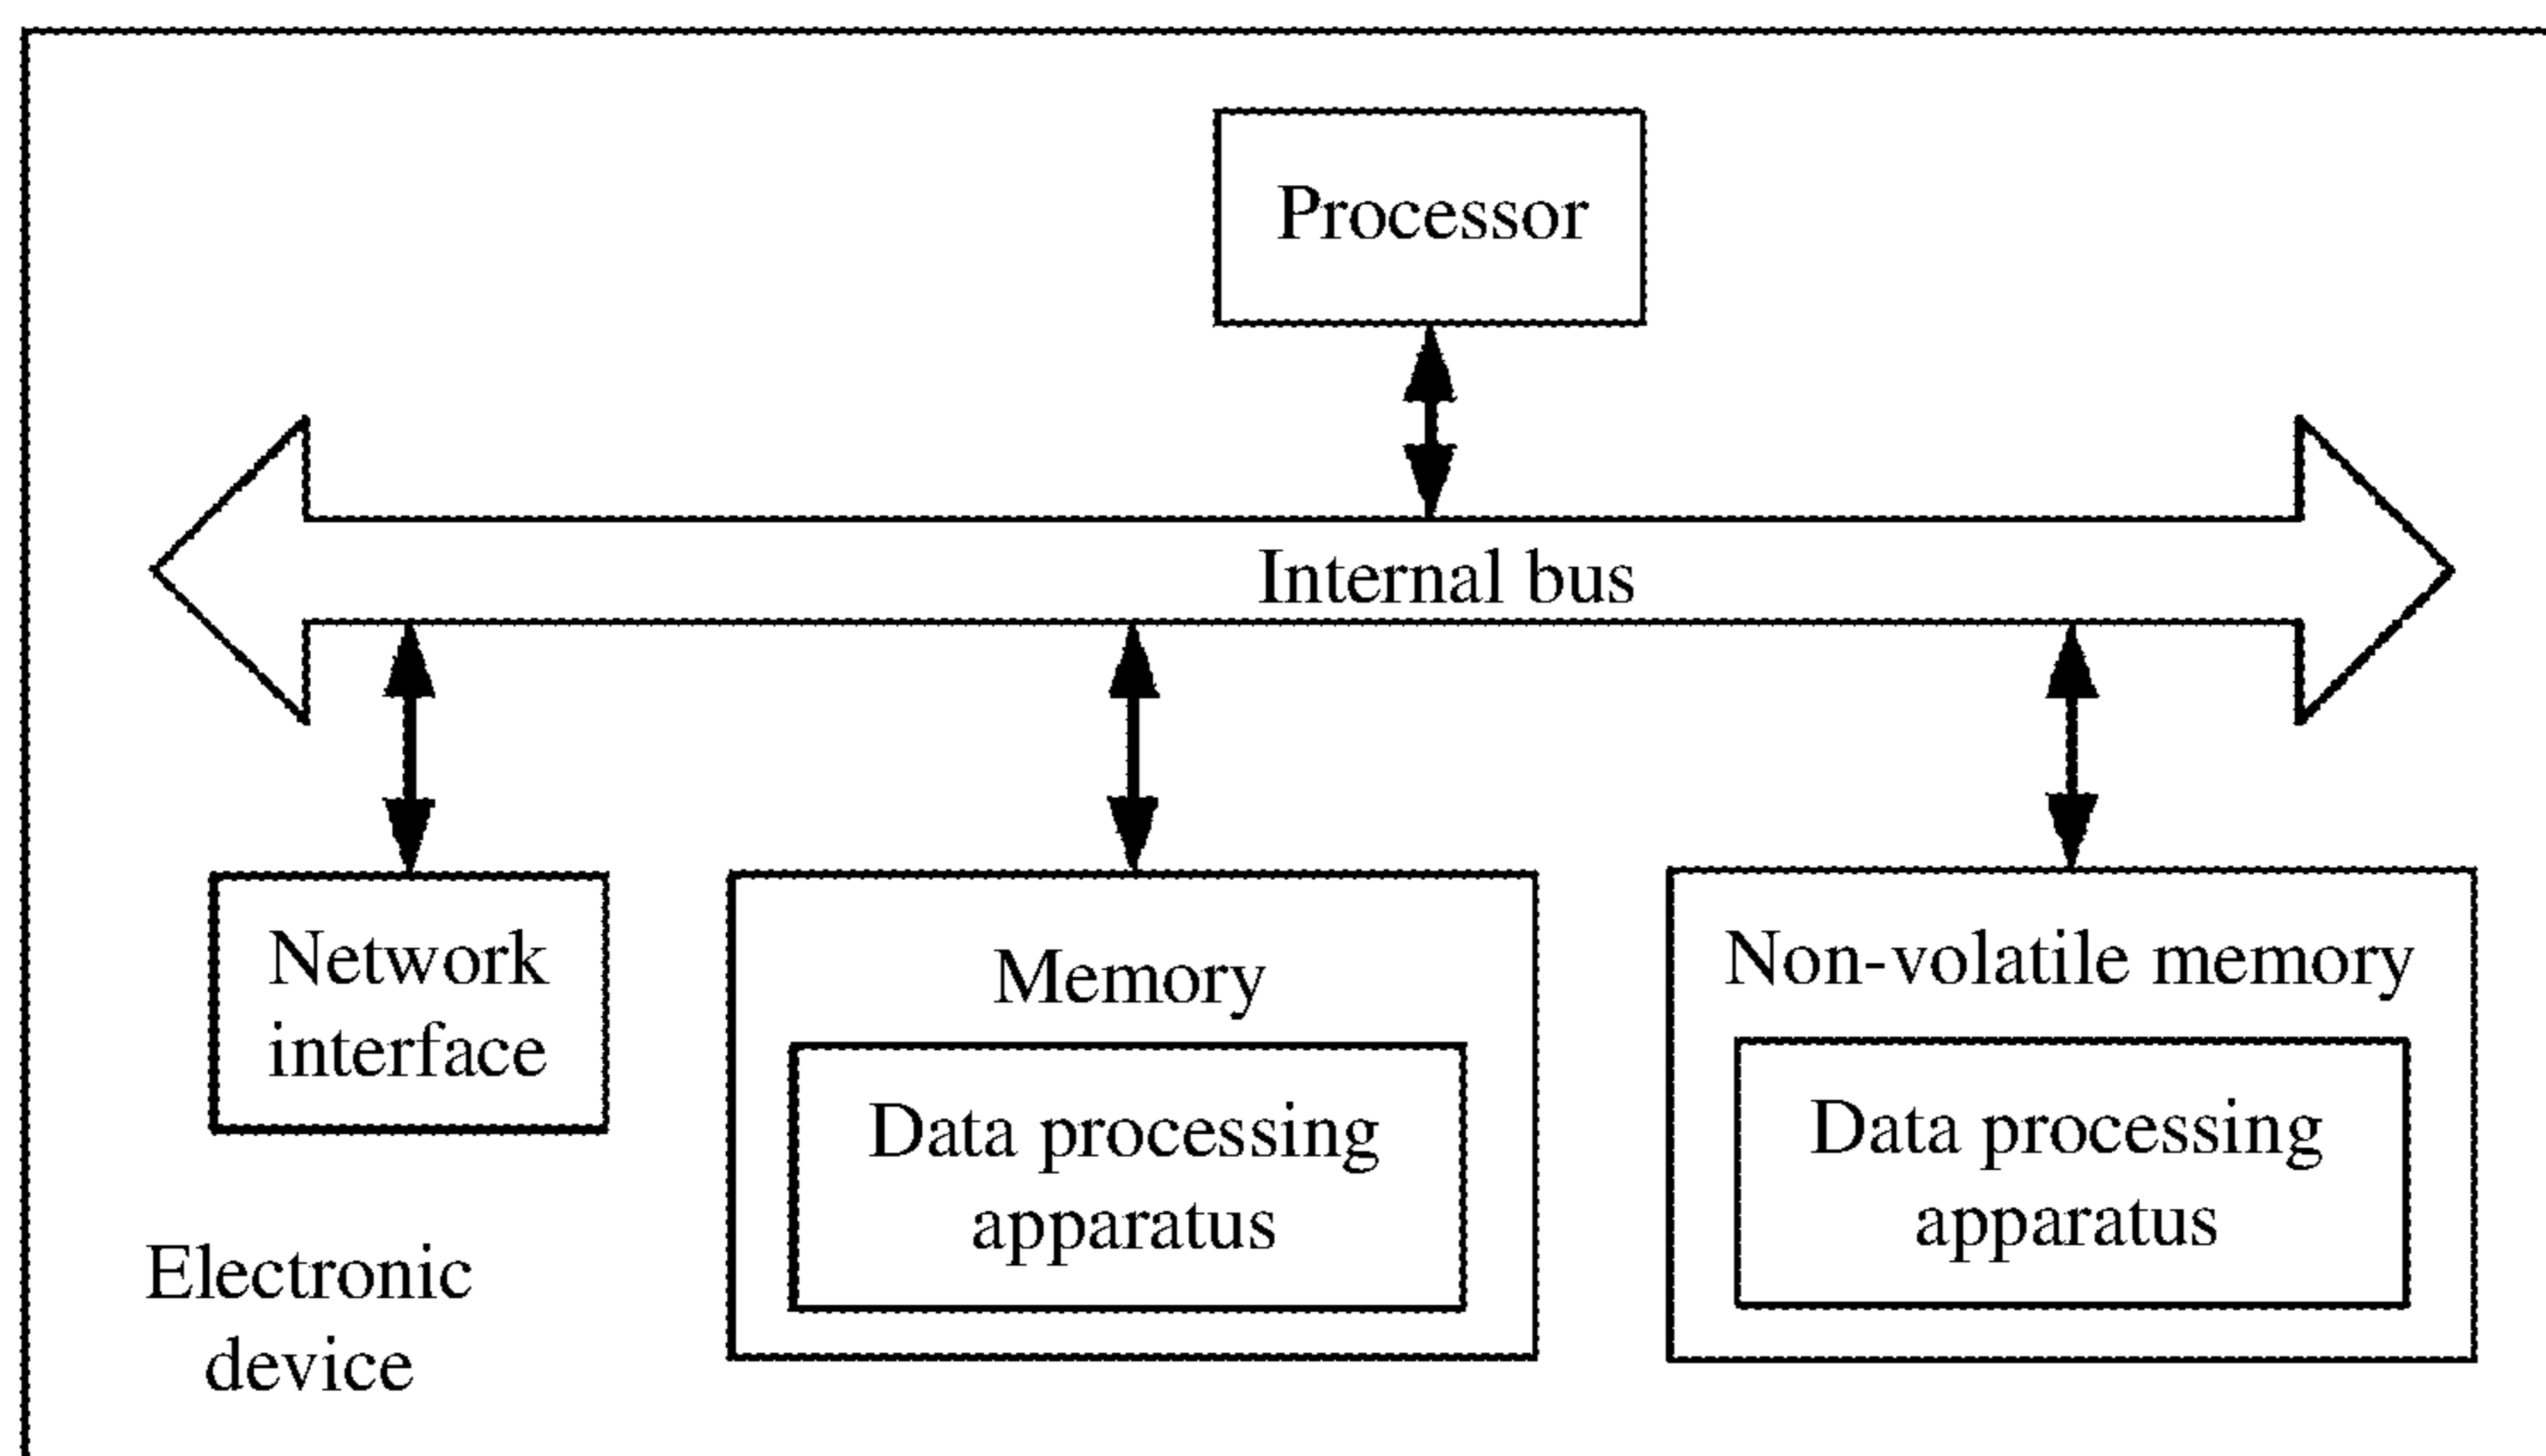 Processor
Internal bus
Network
interface
Memory
Data processing
apparatus
Non-volatile memory
Data processing
apparatus
Electronic
device